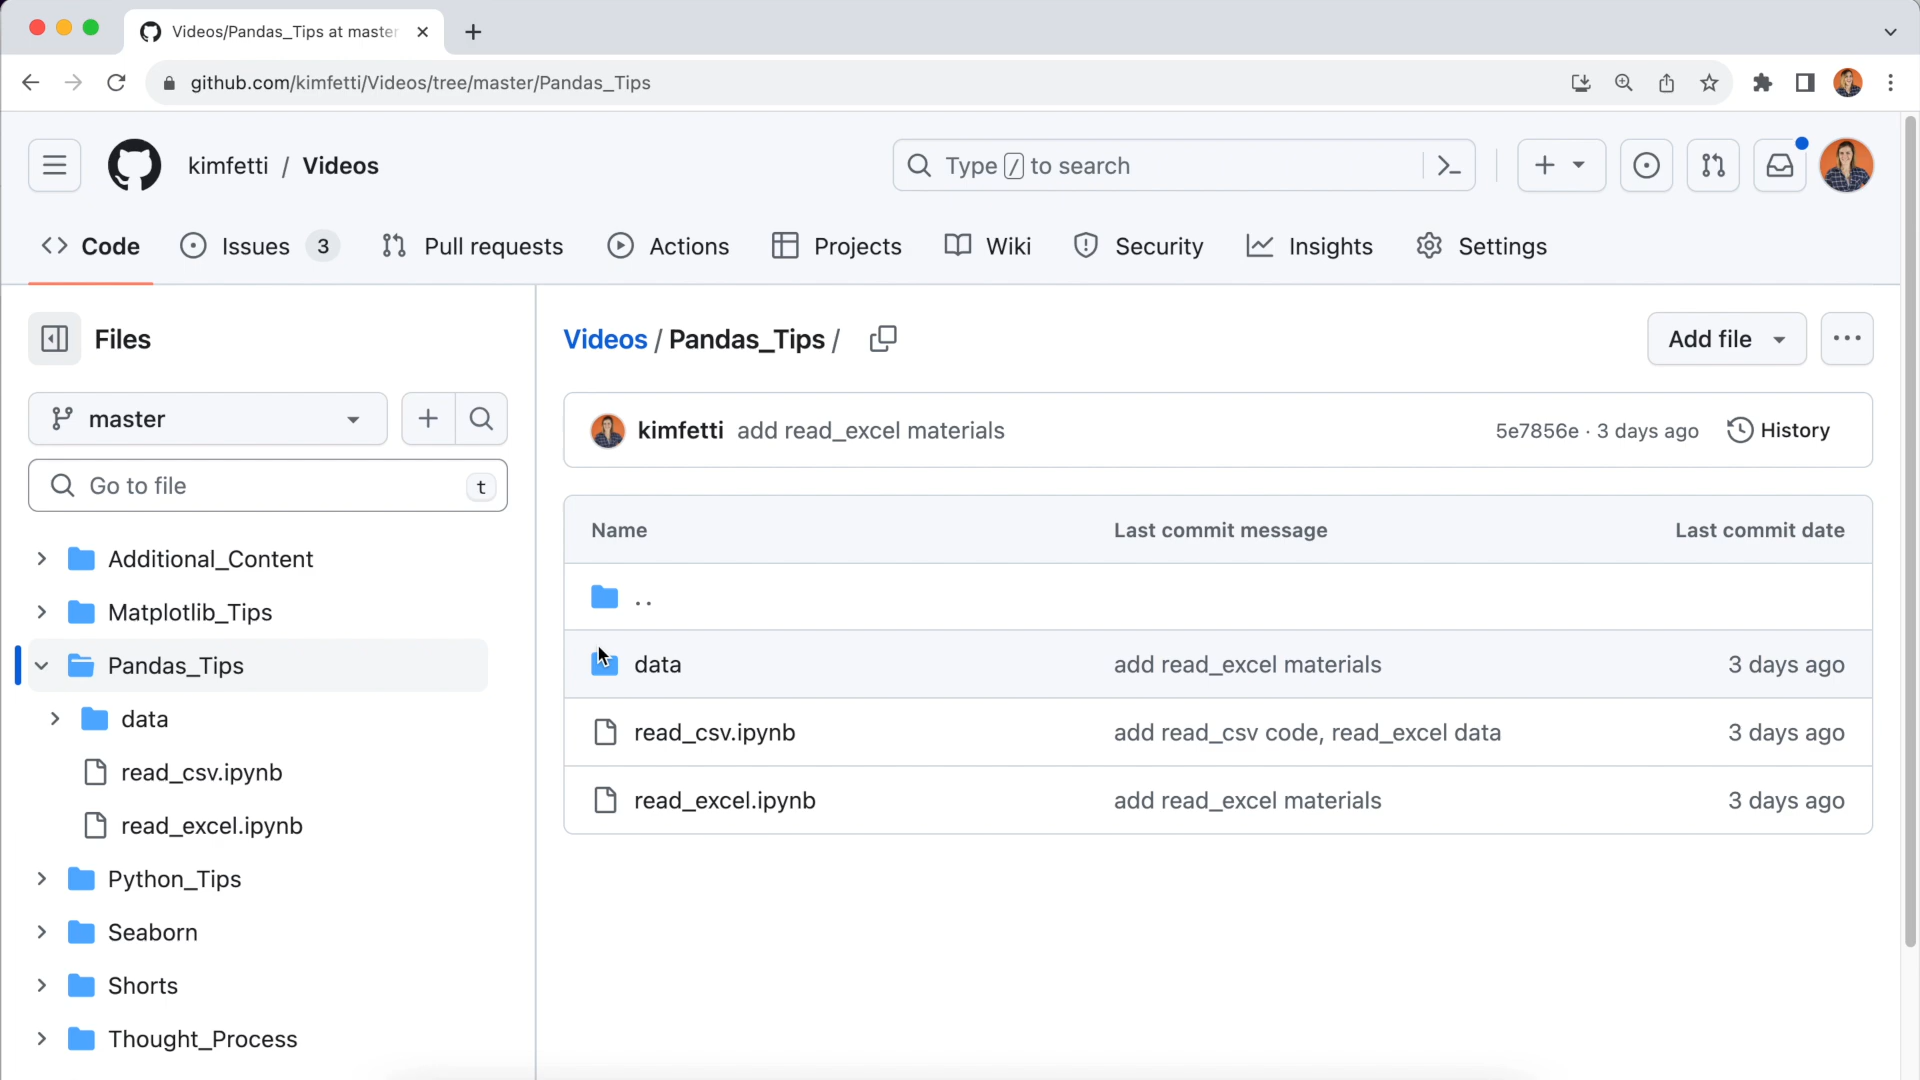 Videos/Pandas_Tips at master
github.com/kimfetti/Videos/tree/master/Pandas_Tips
kimfetti / Videos
Type / to search
Code
Issues 3
Pull requests
Actions
Projects
Wiki
Security
Insights
Settings
Files
master
Go to file t
Additional_Content
Matplotlib_Tips
Pandas_Tips
data
read_csv.ipynb
read_excel.ipynb
Python_Tips
Seaborn
Shorts
Thought_Process
Videos / Pandas_Tips /
Add file
kimfetti add read_excel materials 5e7856e · 3 days ago History
Name Last commit message Last commit date
..
data add read_excel materials 3 days ago
read_csv.ipynb add read_csv code, read_excel data 3 days ago
read_excel.ipynb add read_excel materials 3 days ago